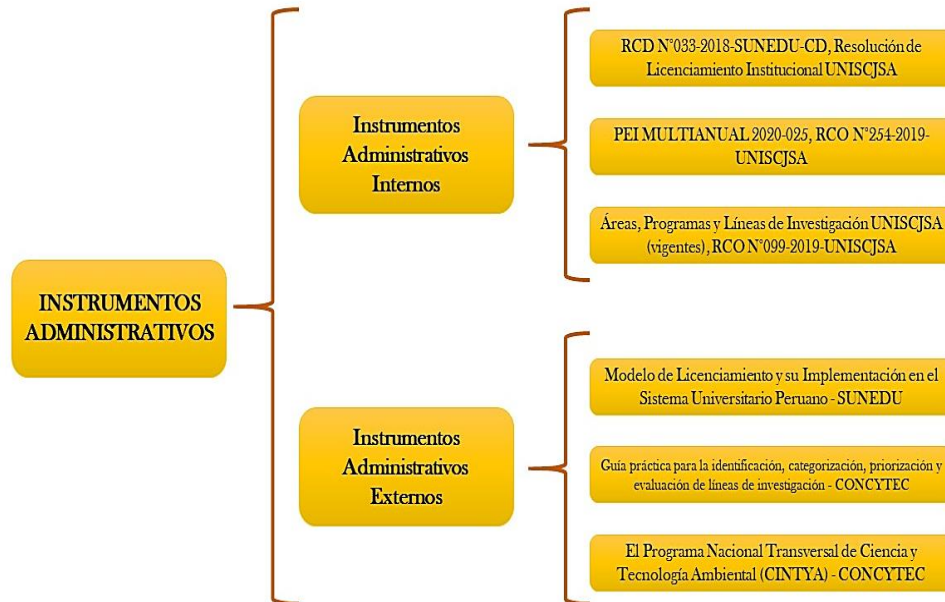 INSTRUMENTOS
ADMINISTRATIVOS
Instrumentos
Administrativos
Internos
RCD N°033-2018-SUNEDU-CD, Resolución de
Licenciamiento Institucional UNISCJSA
PEI MULTIANUAL 2020-025, RCO N°254-2019-
UNISCJSA
Áreas, Programas y Líneas de Investigación UNISCJSA
(vigentes), RCO N°099-2019-UNISCJSA
Instrumentos
Administrativos
Externos
Modelo de Licenciamiento y su Implementación en el
Sistema Universitario Peruano - SUNEDU
Guía práctica para la identificación, categorización, priorización y
evaluación de líneas de investigación - CONCYTEC
El Programa Nacional Transversal de Ciencia y
Tecnología Ambiental (CINTYA) - CONCYTEC